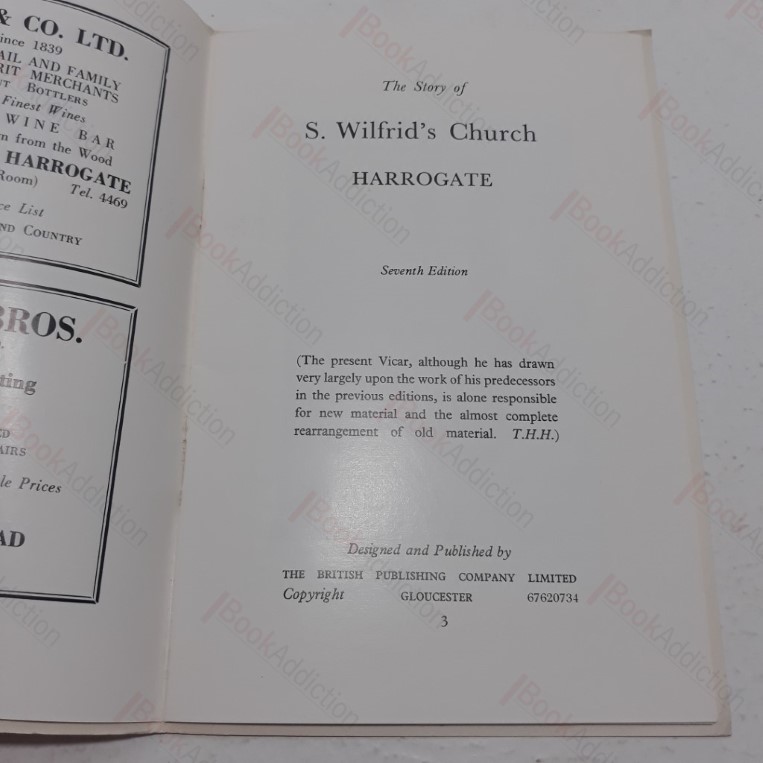 & CO. LTD.
ince 1839
AIL AND FAMILY
RIT MERCHANTS
T BOTTLERS
Finest Wines
WINE BAR
n from the Wood
HARROGATE
Room) Tel. 4469
ce List
ND COUNTRY
BROS.
ting
ED
AIRS
le Prices
AD
The Story of
S. Wilfrid's Church
HARROGATE
Seventh Edition
(The present Vicar, although he has drawn
very largely upon the work of his predecessors
in the previous editions, is alone responsible
for new material and the almost complete
rearrangement of old material. T.H.H.)
Designed and Published by
THE BRITISH PUBLISHING COMPANY LIMITED
Copyright GLOUCESTER 67620734
3
BookAddiction